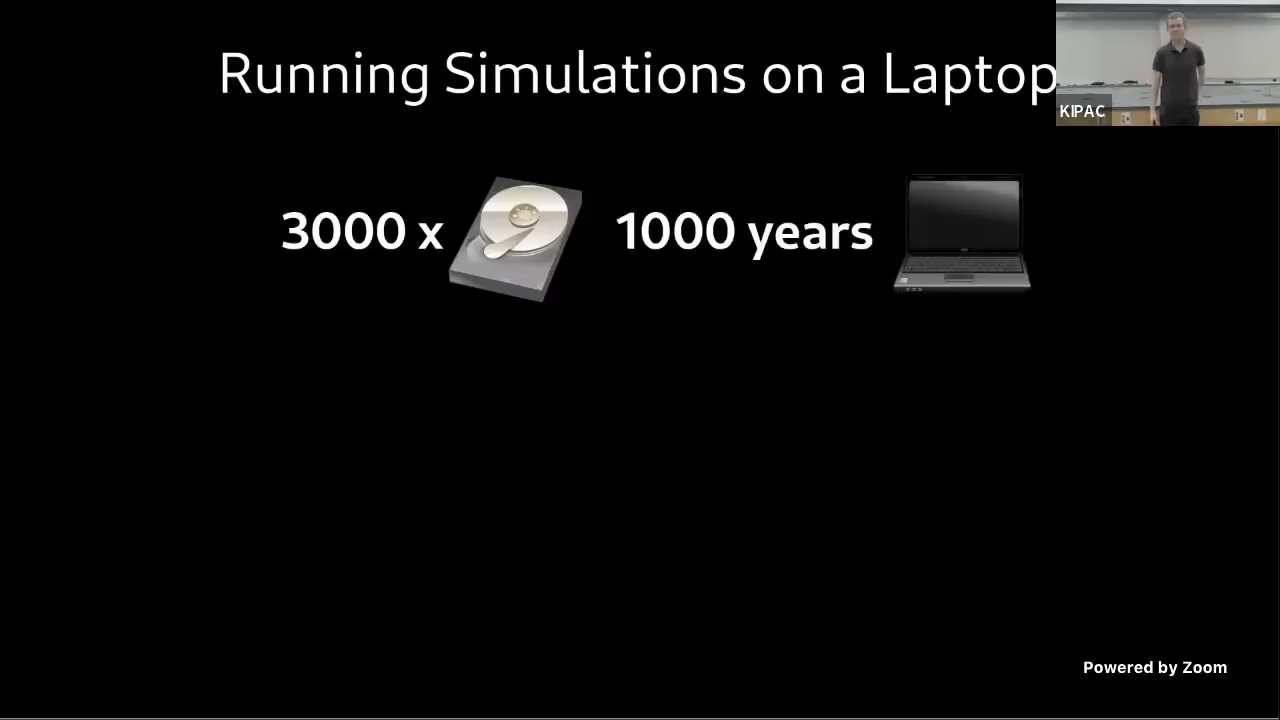 Running Simulations on a Laptop
KIPAC
3000 x
1000 years
Powered by Zoom